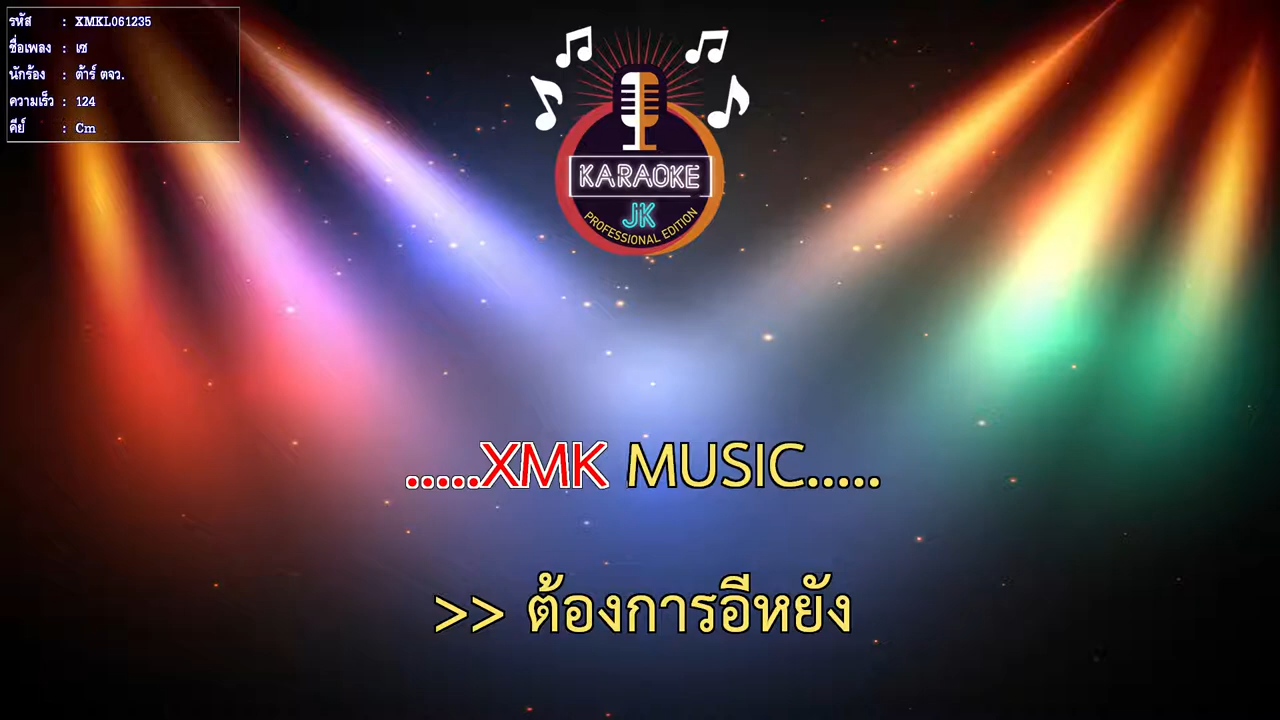 รหัส : XMKL061235
ชื่อเพลง : เซ
นักร้อง : ต้าร์ ตจว.
ความเร็ว : 124
คีย์ : Cm
KARAOKE
JK
PROFESSIONAL EDITION
.....XMK MUSIC.....
>> ต้องการอีหยัง